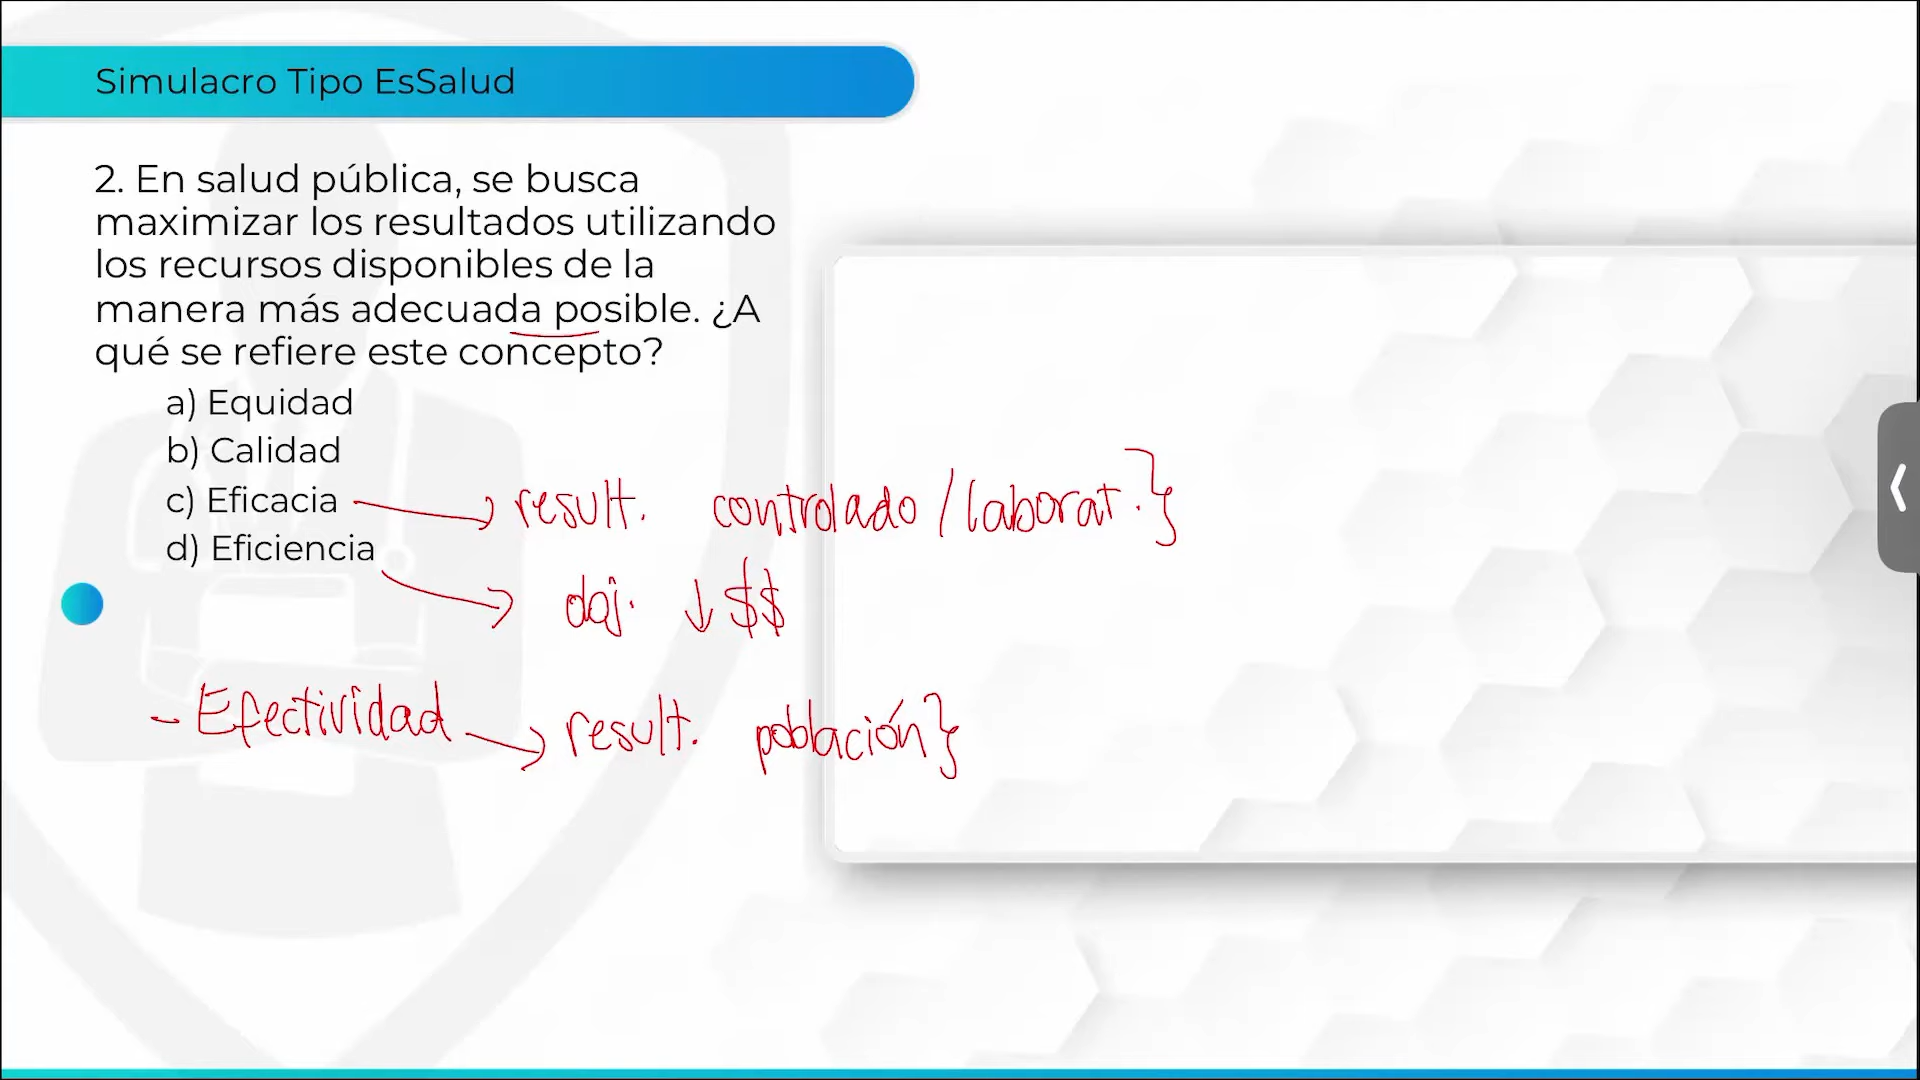 Simulacro Tipo EsSalud
2. En salud pública, se busca
maximizar los resultados utilizando
los recursos disponibles de la
manera más adecuada posible. ¿A
qué se refiere este concepto?
a) Equidad
b) Calidad
c) Eficacia → result. controlado / laborat.}
d) Eficiencia
→ ↓ $$
- Efectividad → result. población}